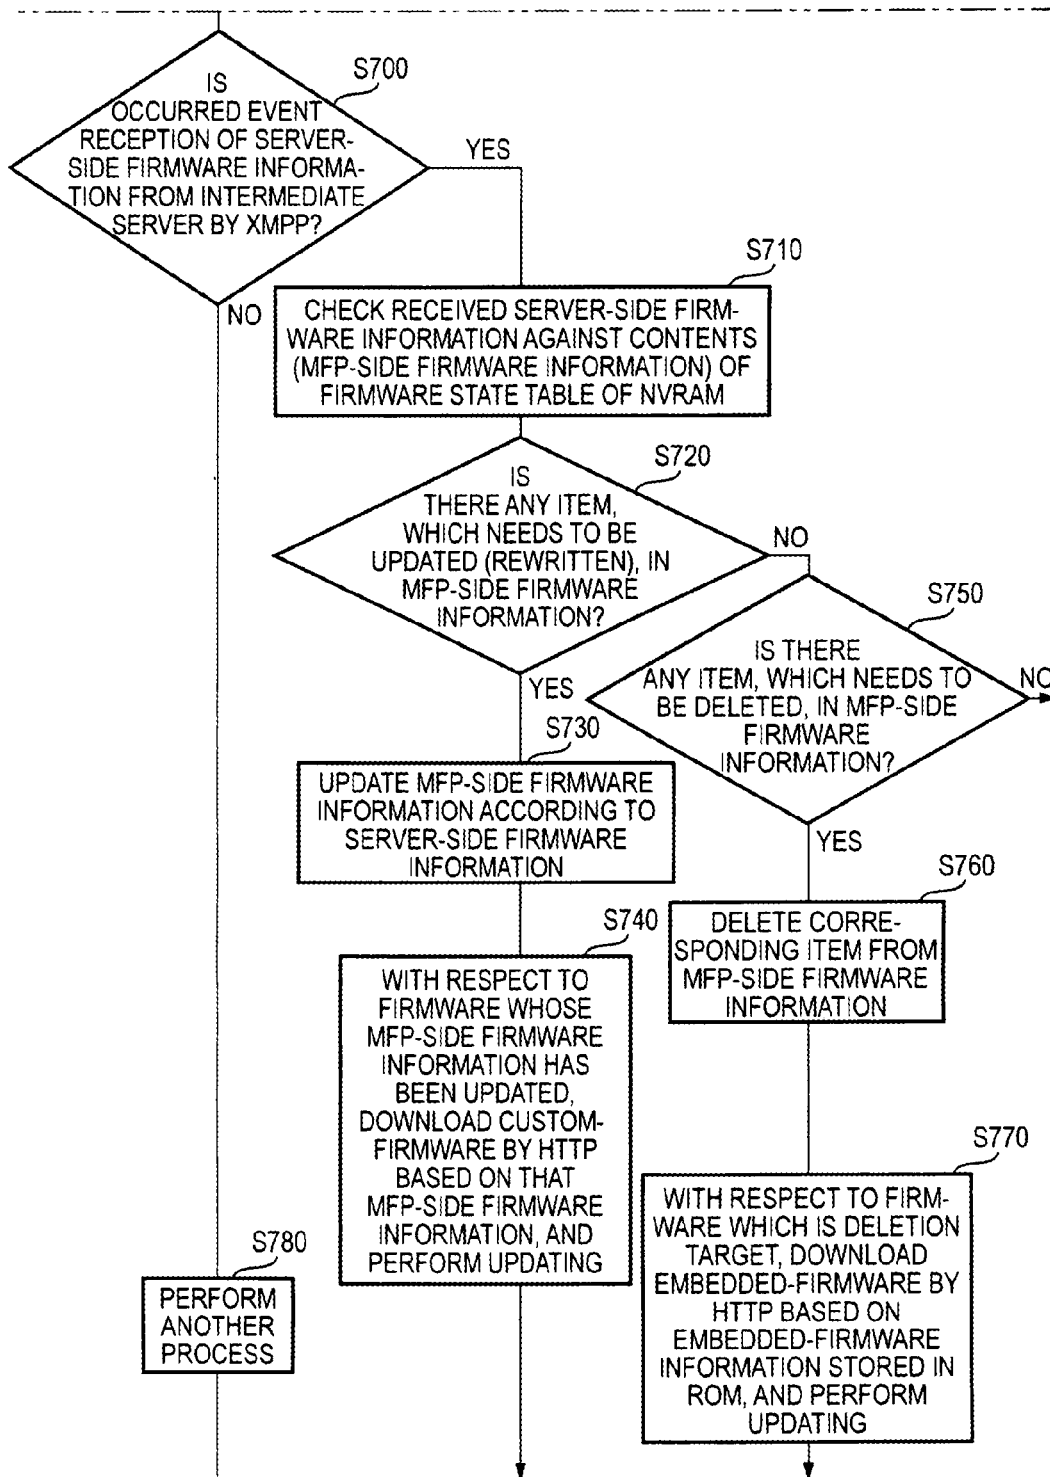 S700
IS
OCCURRED EVENT
RECEPTION OF SERVER-
SIDE FIRMWARE INFORMA-
TION FROM INTERMEDIATE
SERVER BY XMPP?
YES
NO
S710
CHECK RECEIVED SERVER-SIDE FIRM-
WARE INFORMATION AGAINST CONTENTS
(MFP-SIDE FIRMWARE INFORMATION) OF
FIRMWARE STATE TABLE OF NVRAM
S720
IS
THERE ANY ITEM,
WHICH NEEDS TO BE
UPDATED (REWRITTEN), IN
MFP-SIDE FIRMWARE
INFORMATION?
NO
YES
S750
IS THERE
ANY ITEM, WHICH NEEDS TO
BE DELETED, IN MFP-SIDE
FIRMWARE
INFORMATION?
NO
YES
S730
UPDATE MFP-SIDE FIRMWARE
INFORMATION ACCORDING TO
SERVER-SIDE FIRMWARE
INFORMATION
S760
DELETE CORRE-
SPONDING ITEM FROM
MFP-SIDE FIRMWARE
INFORMATION
S740
WITH RESPECT TO
FIRMWARE WHOSE
MFP-SIDE FIRMWARE
INFORMATION HAS
BEEN UPDATED,
DOWNLOAD CUSTOM-
FIRMWARE BY HTTP
BASED ON THAT
MFP-SIDE FIRMWARE
INFORMATION, AND
PERFORM UPDATING
S770
WITH RESPECT TO FIRM-
WARE WHICH IS DELETION
TARGET, DOWNLOAD
EMBEDDED-FIRMWARE BY
HTTP BASED ON
EMBEDDED-FIRMWARE
INFORMATION STORED IN
ROM, AND PERFORM
UPDATING
S780
PERFORM
ANOTHER
PROCESS